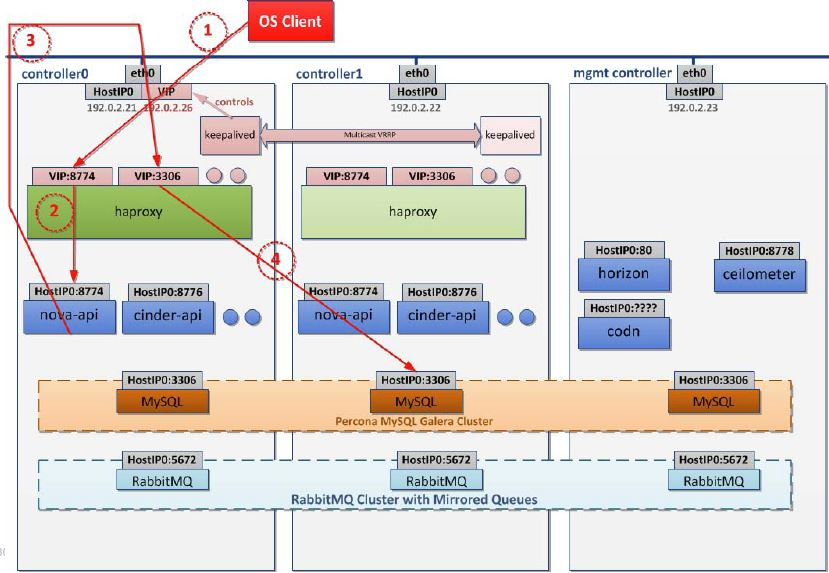 OS Client
1
3
controller0
eth0
HostIP0
VIP
192.0.2.21
192.0.2.26
controls
controller1
eth0
HostIP0
192.0.2.22
mgmt controller
eth0
HostIP0
192.0.2.23
keepalived
Multicast VRRP
keepalived
VIP:8774
VIP:3306
haproxy
2
VIP:8774
VIP:3306
haproxy
4
HostIP0:80
horizon
HostIP0:8778
ceilometer
HostIP0:8774
nova-api
HostIP0:8776
cinder-api
HostIP0:8774
nova-api
HostIP0:8776
cinder-api
HostIP0:????
codn
HostIP0:3306
MySQL
HostIP0:3306
MySQL
HostIP0:3306
MySQL
Percona MySQL Galera Cluster
HostIP0:5672
RabbitMQ
HostIP0:5672
RabbitMQ
HostIP0:5672
RabbitMQ
RabbitMQ Cluster with Mirrored Queues